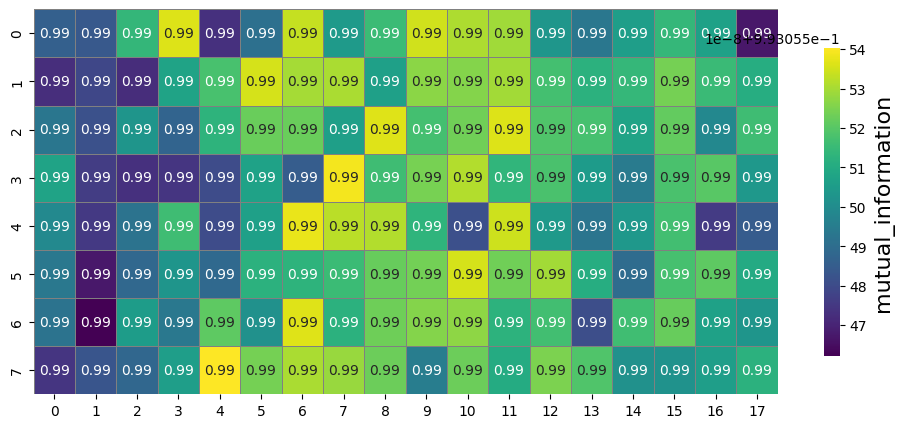 1e−8+9.93055e−1
0 0.99 0.99 0.99 0.99 0.99 0.99 0.99 0.99 0.99 0.99 0.99 0.99 0.99 0.99 0.99 0.99 0.99 0.99
1 0.99 0.99 0.99 0.99 0.99 0.99 0.99 0.99 0.99 0.99 0.99 0.99 0.99 0.99 0.99 0.99 0.99 0.99
2 0.99 0.99 0.99 0.99 0.99 0.99 0.99 0.99 0.99 0.99 0.99 0.99 0.99 0.99 0.99 0.99 0.99 0.99
3 0.99 0.99 0.99 0.99 0.99 0.99 0.99 0.99 0.99 0.99 0.99 0.99 0.99 0.99 0.99 0.99 0.99 0.99
4 0.99 0.99 0.99 0.99 0.99 0.99 0.99 0.99 0.99 0.99 0.99 0.99 0.99 0.99 0.99 0.99 0.99 0.99
5 0.99 0.99 0.99 0.99 0.99 0.99 0.99 0.99 0.99 0.99 0.99 0.99 0.99 0.99 0.99 0.99 0.99 0.99
6 0.99 0.99 0.99 0.99 0.99 0.99 0.99 0.99 0.99 0.99 0.99 0.99 0.99 0.99 0.99 0.99 0.99 0.99
7 0.99 0.99 0.99 0.99 0.99 0.99 0.99 0.99 0.99 0.99 0.99 0.99 0.99 0.99 0.99 0.99 0.99 0.99
0 1 2 3 4 5 6 7 8 9 10 11 12 13 14 15 16 17
54
53
52
51
50
49
48
47
mutual_information